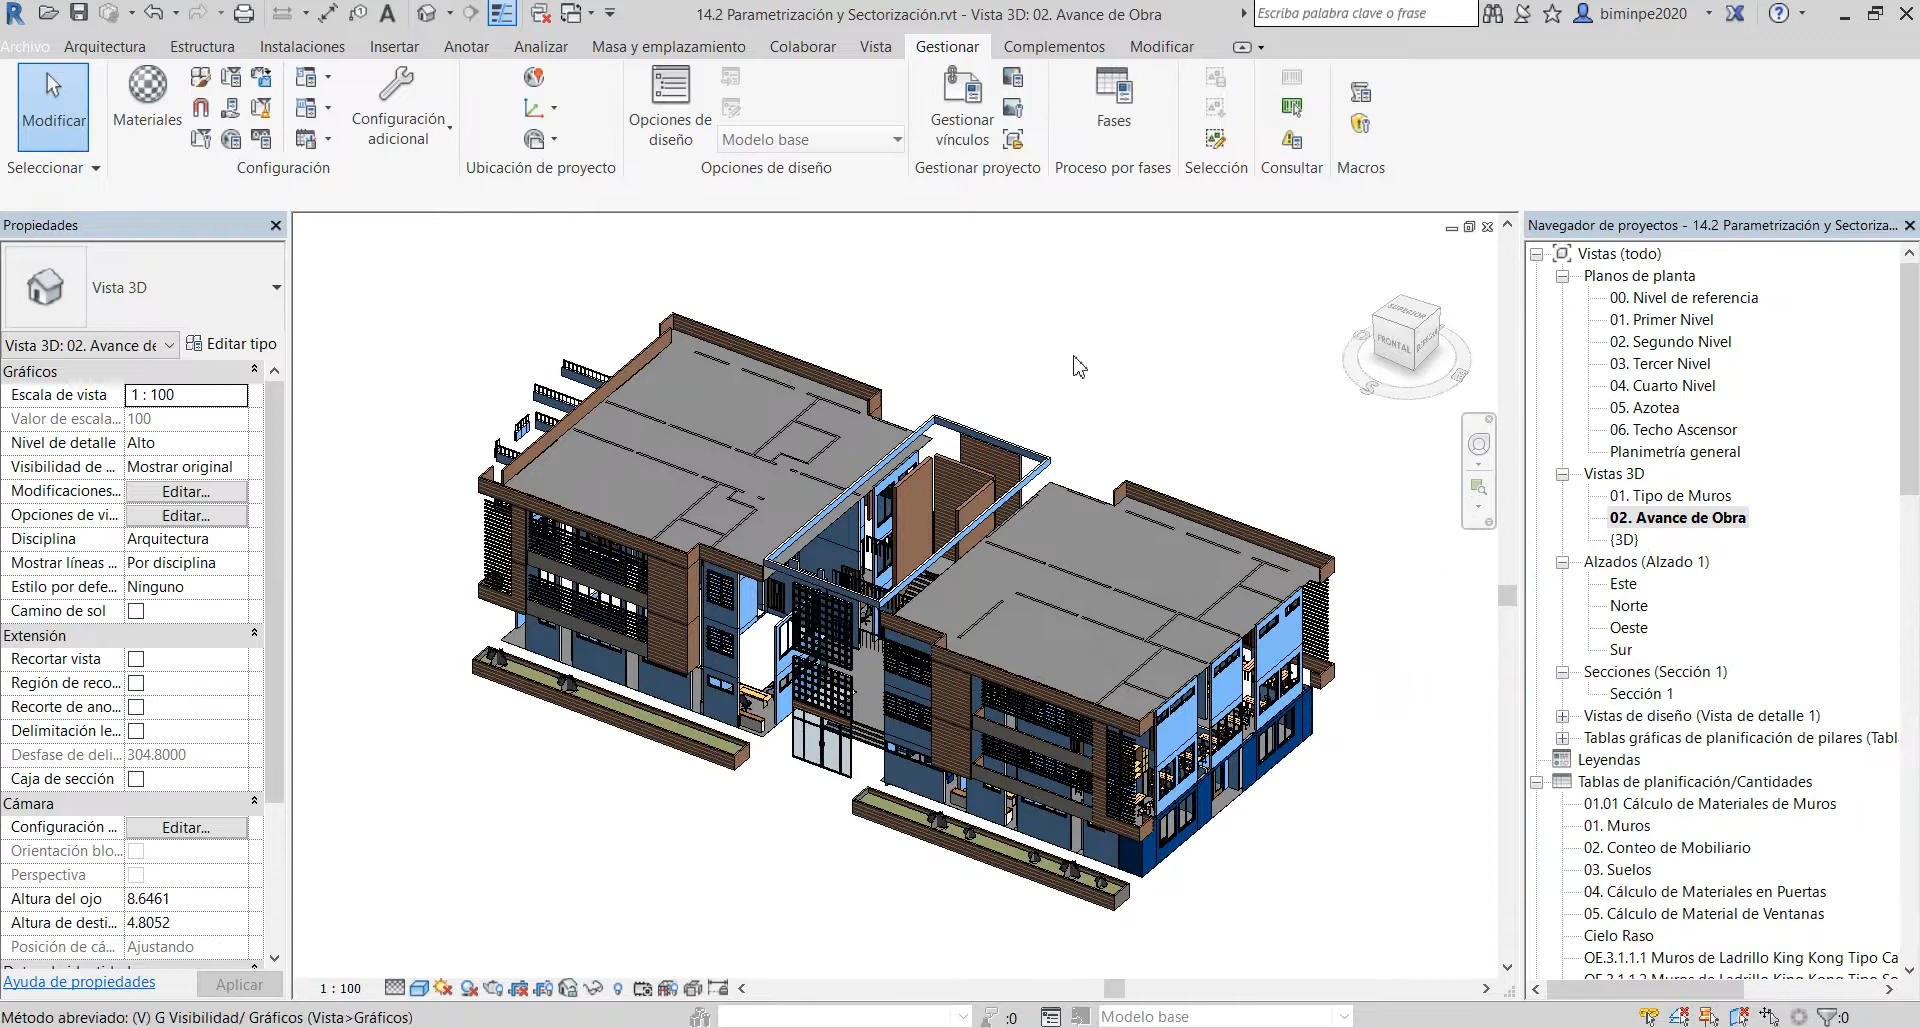 14.2 Parametrización y Sectorización.rvt - Vista 3D: 02. Avance de Obra
Escriba palabra clave o frase
biminpe2020
Archivo Arquitectura Estructura Instalaciones Insertar Anotar Analizar Masa y emplazamiento Colaborar Vista Gestionar Complementos Modificar
Modificar
Materiales
Configuración adicional
Opciones de diseño
Modelo base
Gestionar vínculos
Fases
Seleccionar
Configuración
Ubicación de proyecto
Opciones de diseño
Gestionar proyecto
Proceso por fases
Selección
Consultar
Macros
Propiedades
Vista 3D
Vista 3D: 02. Avance de
Editar tipo
Gráficos
Escala de vista 1 : 100
Valor de escala... 100
Nivel de detalle Alto
Visibilidad de ... Mostrar original
Modificaciones... Editar...
Opciones de vi... Editar...
Disciplina Arquitectura
Mostrar líneas ... Por disciplina
Estilo por defe... Ninguno
Camino de sol
Extensión
Recortar vista
Región de reco...
Recorte de ano...
Delimitación le...
Desfase de deli... 304.8000
Caja de sección
Cámara
Configuración ... Editar...
Orientación blo...
Perspectiva
Altura del ojo 8.6461
Altura de desti... 4.8052
Posición de cá... Ajustando
Ayuda de propiedades
Aplicar
SUPERIOR
FRONTAL
S
E
O
1 : 100
Navegador de proyectos - 14.2 Parametrización y Sectoriza...
Vistas (todo)
Planos de planta
00. Nivel de referencia
01. Primer Nivel
02. Segundo Nivel
03. Tercer Nivel
04. Cuarto Nivel
05. Azotea
06. Techo Ascensor
Planimetría general
Vistas 3D
01. Tipo de Muros
02. Avance de Obra
{3D}
Alzados (Alzado 1)
Este
Norte
Oeste
Sur
Secciones (Sección 1)
Sección 1
Vistas de diseño (Vista de detalle 1)
Tablas gráficas de planificación de pilares (Tabl
Leyendas
Tablas de planificación/Cantidades
01.01 Cálculo de Materiales de Muros
01. Muros
02. Conteo de Mobiliario
03. Suelos
04. Cálculo de Materiales en Puertas
05. Cálculo de Material de Ventanas
Cielo Raso
OE.3.1.1.1 Muros de Ladrillo King Kong Tipo Ca
OE.3.1.1.2 Muros de Ladrillo King Kong Tipo So
Método abreviado: (V) G Visibilidad/ Gráficos (Vista>Gráficos)
:0
Modelo base
:0